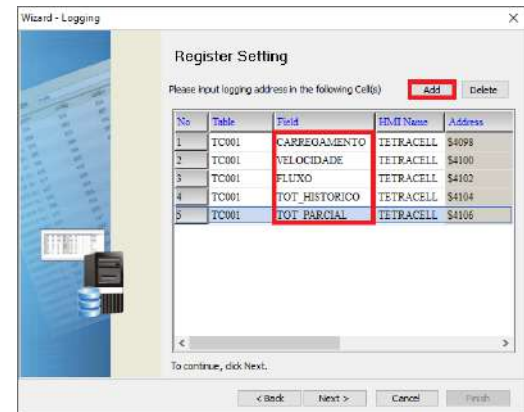 Wizard - Logging
Register Setting
Please input logging address in the following Cell(s) Add Delete
No Table Field HMI Name Address
1 TC001 CARREGAMENTO TETRACELL $4098
2 TC001 VELOCIDADE TETRACELL $4100
3 TC001 FLUXO TETRACELL $4102
4 TC001 TOT_HISTORICO TETRACELL $4104
5 TC001 TOT_PARCIAL TETRACELL $4106
To continue, click Next.
< Back Next > Cancel Finish